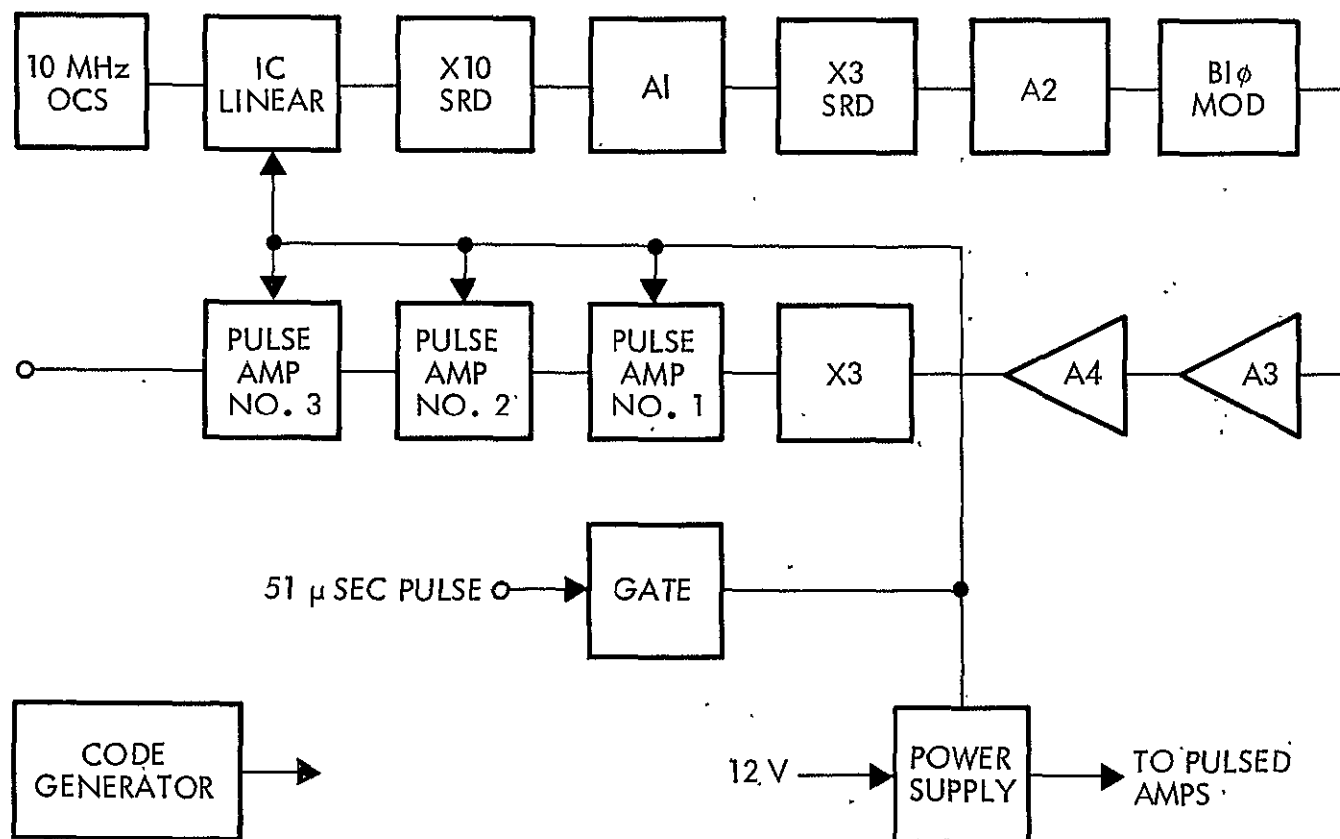 10 MHz
OCS
IC
LINEAR
X10
SRD
A1
X3
SRD
A2
BIφ
MOD
PULSE
AMP
NO. 3
PULSE
AMP
NO. 2
PULSE
AMP
NO. 1
X3
A4
A3
51 μ SEC PULSE
GATE
CODE
GENERATOR
12 V
POWER
SUPPLY
TO PULSED
AMPS